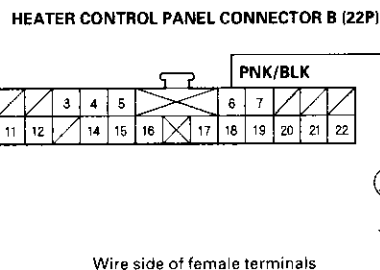 HEATER CONTROL PANEL CONNECTOR B (22P)
PNK/BLK
3 4 5 6 7
11 12 14 15 16 17 18 19 20 21 22
Wire side of female terminals